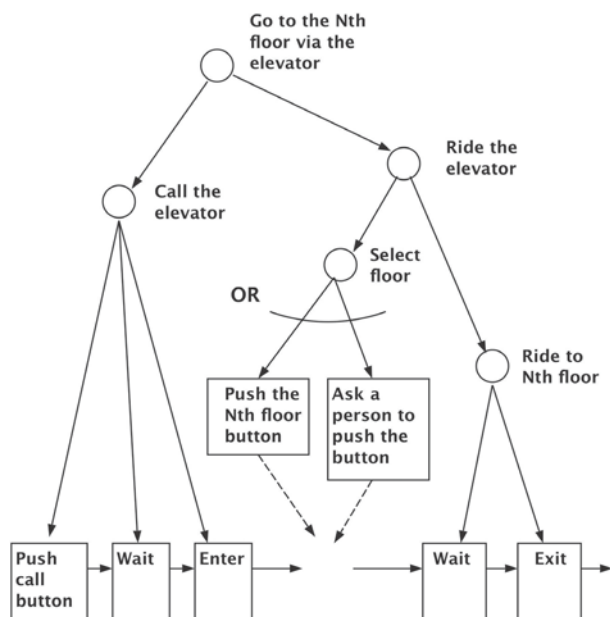 Go to the Nth
floor via the
elevator
Ride the
elevator
Call the
elevator
Select
floor
OR
Ride to
Nth floor
Push the
Nth floor
button
Ask a
person to
push the
button
Push
call
button
Wait
Enter
Wait
Exit